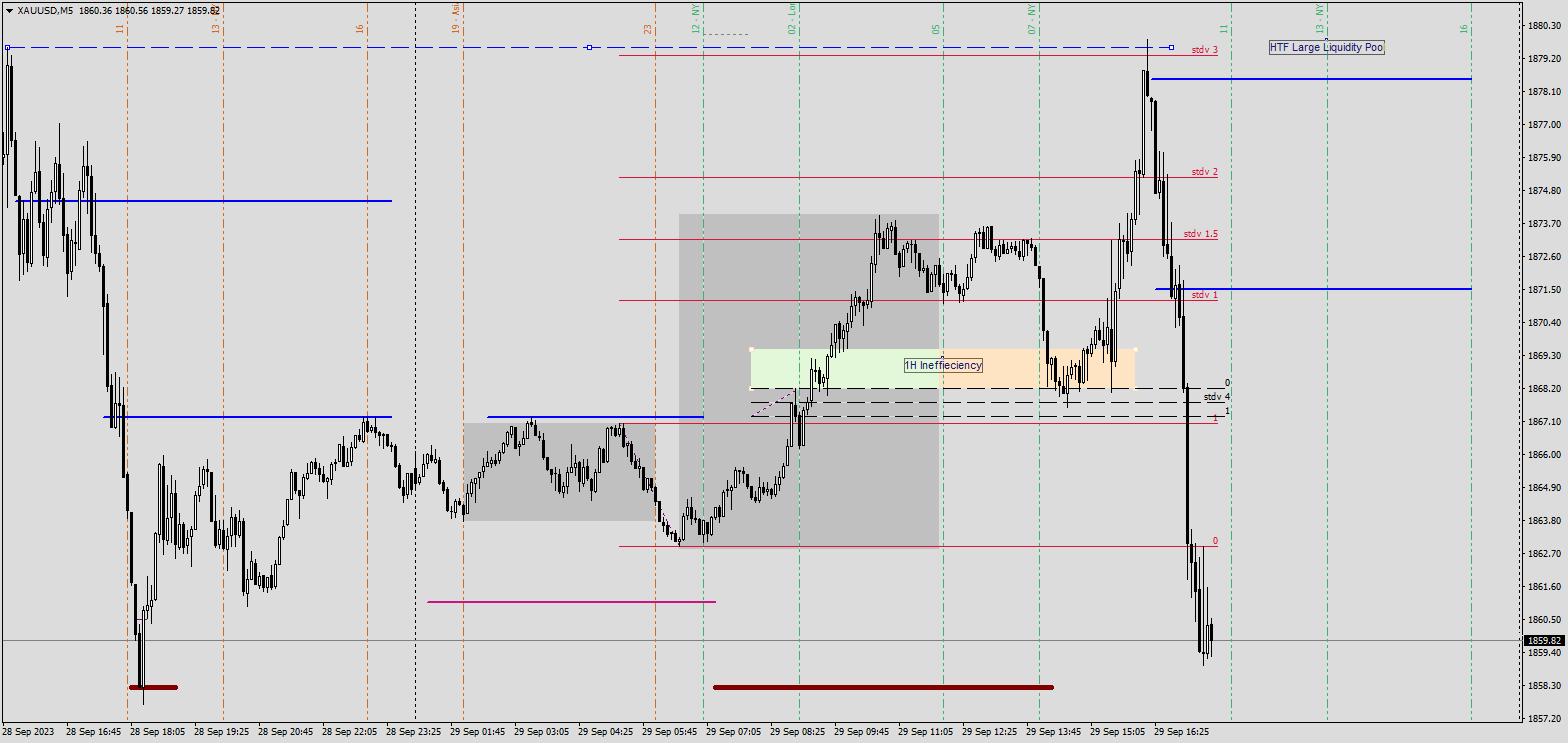 XAUUSD,M5 1860.36 1860.56 1859.27 1859.82
11
13 -
16
19 - Asi
23
12 - NY
02 - Lon
05
07 - NY
11
13 - NY
16
HTF Large Liquidity Pool
stdv 3
stdv 2
stdv 1.5
stdv 1
1H Ineffieciency
0
stdv 4
1
1
0
1880.30
1879.20
1878.10
1877.00
1875.90
1874.80
1873.70
1872.60
1871.50
1870.40
1869.30
1868.20
1867.10
1866.00
1864.90
1863.80
1862.70
1861.60
1860.50
1859.82
1859.40
1858.30
1857.20
28 Sep 2023
28 Sep 16:45
28 Sep 18:05
28 Sep 19:25
28 Sep 20:45
28 Sep 22:05
28 Sep 23:25
29 Sep 01:45
29 Sep 03:05
29 Sep 04:25
29 Sep 05:45
29 Sep 07:05
29 Sep 08:25
29 Sep 09:45
29 Sep 11:05
29 Sep 12:25
29 Sep 13:45
29 Sep 15:05
29 Sep 16:25